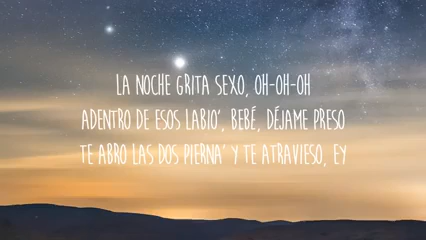 LA NOCHE GRITA SEXO, OH-OH-OH
ADENTRO DE ESOS LABIO', BEBÉ, DÉJAME PRESO
TE ABRO LAS DOS PIERNA' Y TE ATRAVIESO, EY